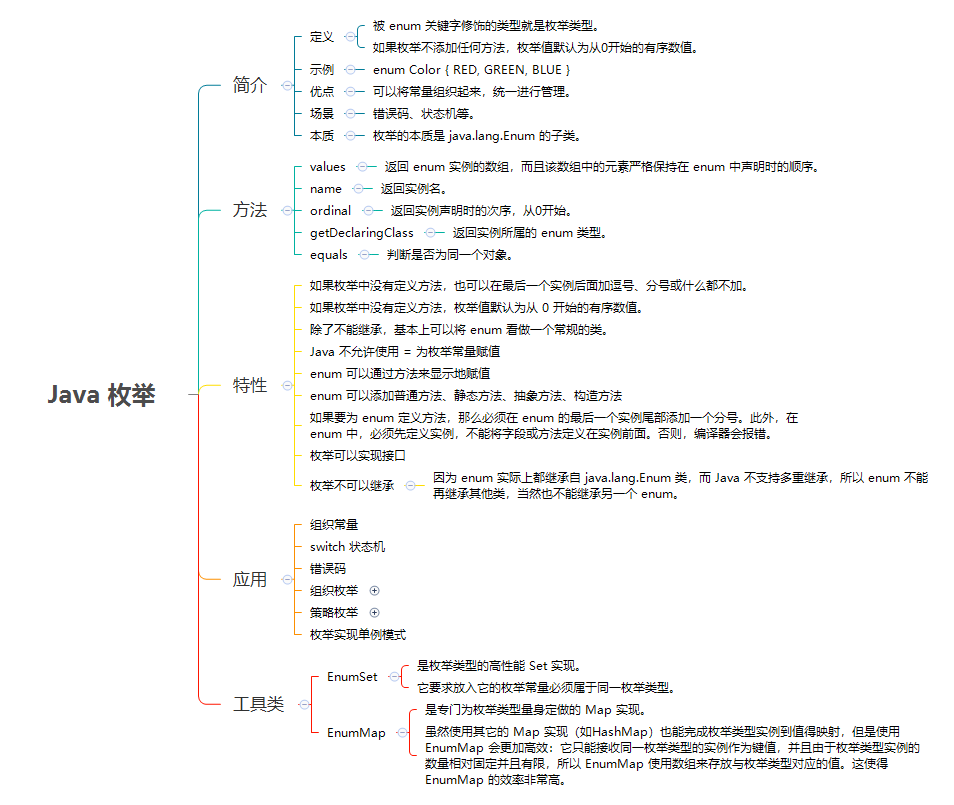 Java 枚举
简介
定义
被 enum 关键字修饰的类型就是枚举类型。
如果枚举不添加任何方法，枚举值默认为从0开始的有序数值。
示例
enum Color { RED, GREEN, BLUE }
优点
可以将常量组织起来，统一进行管理。
场景
错误码、状态机等。
本质
枚举的本质是 java.lang.Enum 的子类。
方法
values
返回 enum 实例的数组，而且该数组中的元素严格保持在 enum 中声明时的顺序。
name
返回实例名。
ordinal
返回实例声明时的次序，从0开始。
getDeclaringClass
返回实例所属的 enum 类型。
equals
判断是否为同一个对象。
特性
如果枚举中没有定义方法，也可以在最后一个实例后面加逗号、分号或什么都不加。
如果枚举中没有定义方法，枚举值默认为从 0 开始的有序数值。
除了不能继承，基本上可以将 enum 看做一个常规的类。
Java 不允许使用 = 为枚举常量赋值
enum 可以通过方法来显示地赋值
enum 可以添加普通方法、静态方法、抽象方法、构造方法
如果要为 enum 定义方法，那么必须在 enum 的最后一个实例尾部添加一个分号。此外，在
enum 中，必须先定义实例，不能将字段或方法定义在实例前面。否则，编译器会报错。
枚举可以实现接口
枚举不可以继承
因为 enum 实际上都继承自 java.lang.Enum 类，而 Java 不支持多重继承，所以 enum 不能
再继承其他类，当然也不能继承另一个 enum。
应用
组织常量
switch 状态机
错误码
组织枚举
策略枚举
枚举实现单例模式
工具类
EnumSet
是枚举类型的高性能 Set 实现。
它要求放入它的枚举常量必须属于同一枚举类型。
EnumMap
是专门为枚举类型量身定做的 Map 实现。
虽然使用其它的 Map 实现（如HashMap）也能完成枚举类型实例到值得映射，但是使用
EnumMap 会更加高效：它只能接收同一枚举类型的实例作为键值，并且由于枚举类型实例的
数量相对固定并且有限，所以 EnumMap 使用数组来存放与枚举类型对应的值。这使得
EnumMap 的效率非常高。